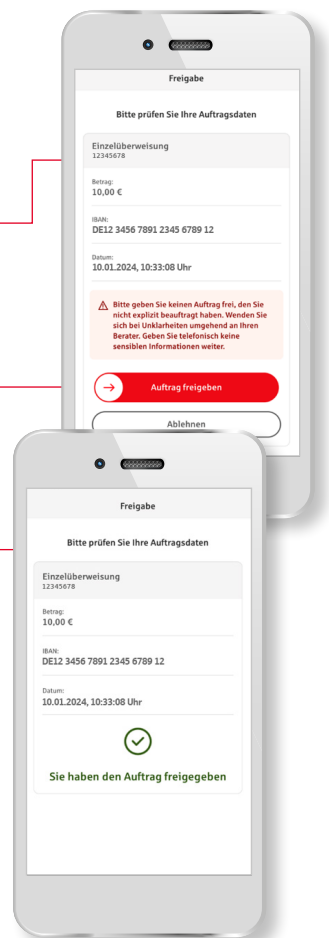 Freigabe
Bitte prüfen Sie Ihre Auftragsdaten
Einzelüberweisung
12345678
Betrag:
10,00 €
IBAN:
DE12 3456 7891 2345 6789 12
Datum:
10.01.2024, 10:33:08 Uhr
Bitte geben Sie keinen Auftrag frei, den Sie
nicht explizit beauftragt haben. Wenden Sie
sich bei Unklarheiten umgehend an Ihren
Berater. Geben Sie telefonisch keine
sensiblen Informationen weiter.
Auftrag freigeben
Ablehnen
Freigabe
Bitte prüfen Sie Ihre Auftragsdaten
Einzelüberweisung
12345678
Betrag:
10,00 €
IBAN:
DE12 3456 7891 2345 6789 12
Datum:
10.01.2024, 10:33:08 Uhr
Sie haben den Auftrag freigegeben